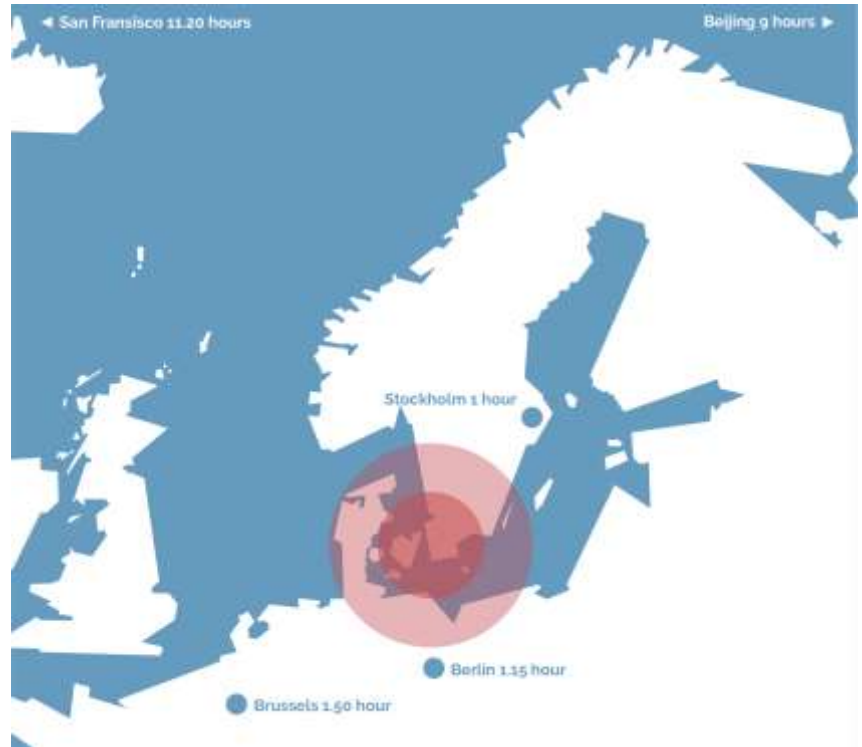 ◄ San Fransisco 11.20 hours
Beijing 9 hours ►
Stockholm 1 hour
Berlin 1.15 hour
Brussels 1.50 hour